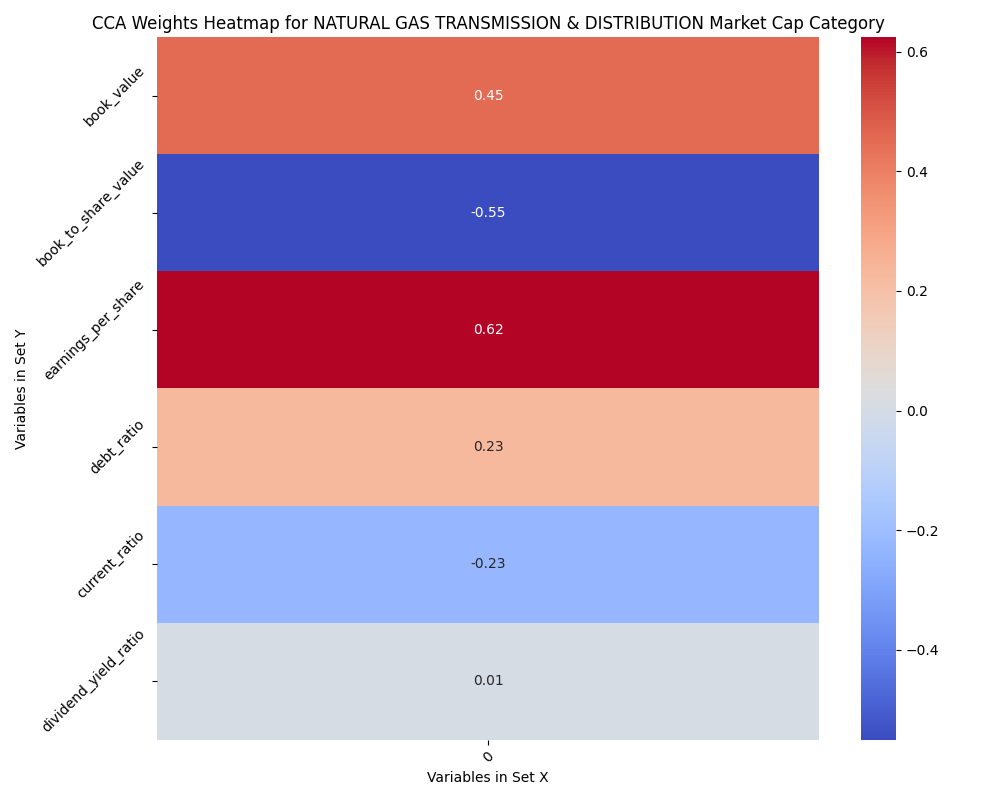 CCA Weights Heatmap for NATURAL GAS TRANSMISSION & DISTRIBUTION Market Cap Category
Variables in Set Y
book_value
0.45
book_to_share_value
-0.55
earnings_per_share
0.62
debt_ratio
0.23
current_ratio
-0.23
dividend_yield_ratio
0.01
0
Variables in Set X
0.6
0.4
0.2
0.0
−0.2
−0.4